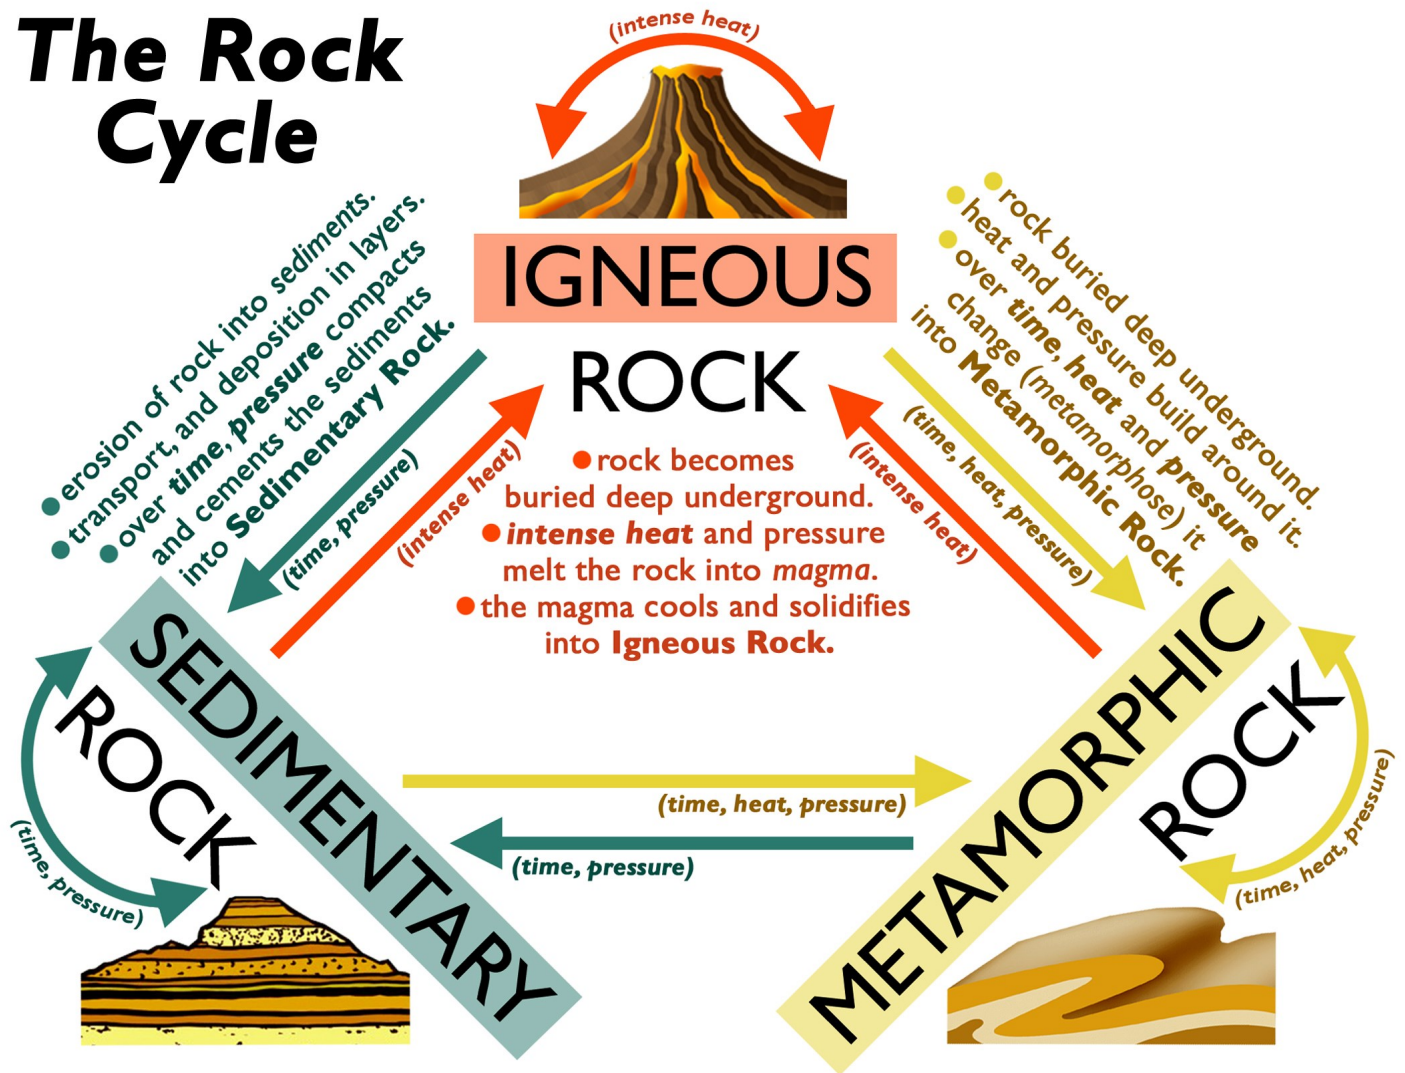 The Rock
Cycle
(intense heat)
IGNEOUS
ROCK
● erosion of rock into sediments.
● transport, and deposition in layers.
● over time, pressure compacts
and cements the sediments
into Sedimentary Rock.
(time, pressure)
(intense heat)
● rock becomes
buried deep underground.
● intense heat and pressure
melt the rock into magma.
● the magma cools and solidifies
into Igneous Rock.
(intense heat)
(time, heat, pressure)
● rock buried deep underground.
● heat and pressure build around it.
● over time, heat and pressure
change (metamorphose) it
into Metamorphic Rock.
SEDIMENTARY
ROCK
(time, pressure)
(time, heat, pressure)
(time, pressure)
METAMORPHIC
ROCK
(time, heat, pressure)